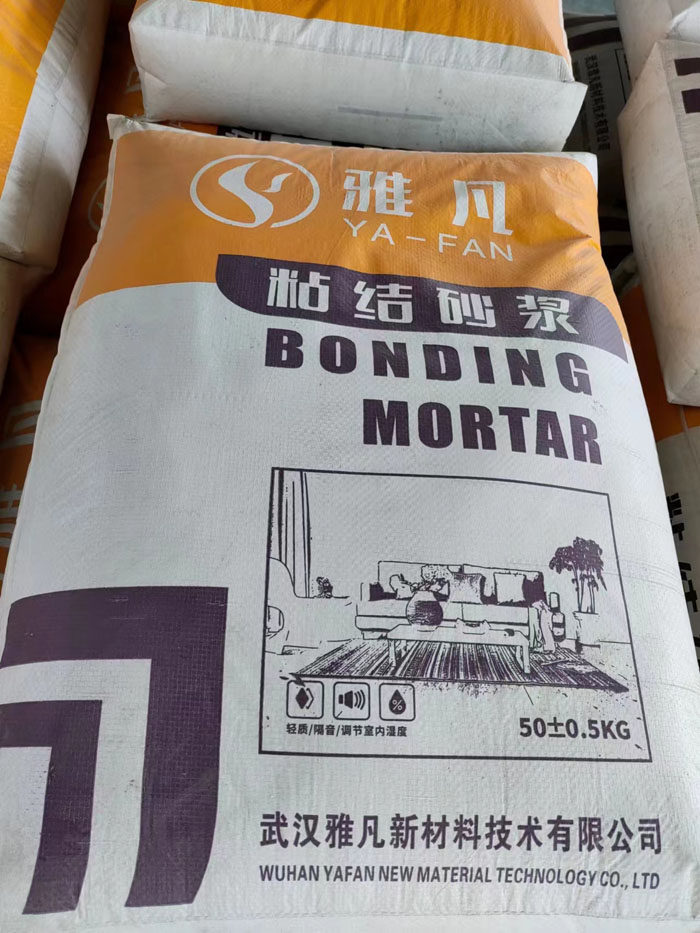 雅凡
YA-FAN
粘结砂浆
BONDING
MORTAR
%
轻质/隔音/调节室内湿度
50±0.5KG
武汉雅凡新材料技术有限公司
WUHAN YAFAN NEW MATERIAL TECHNOLOGY CO., LTD